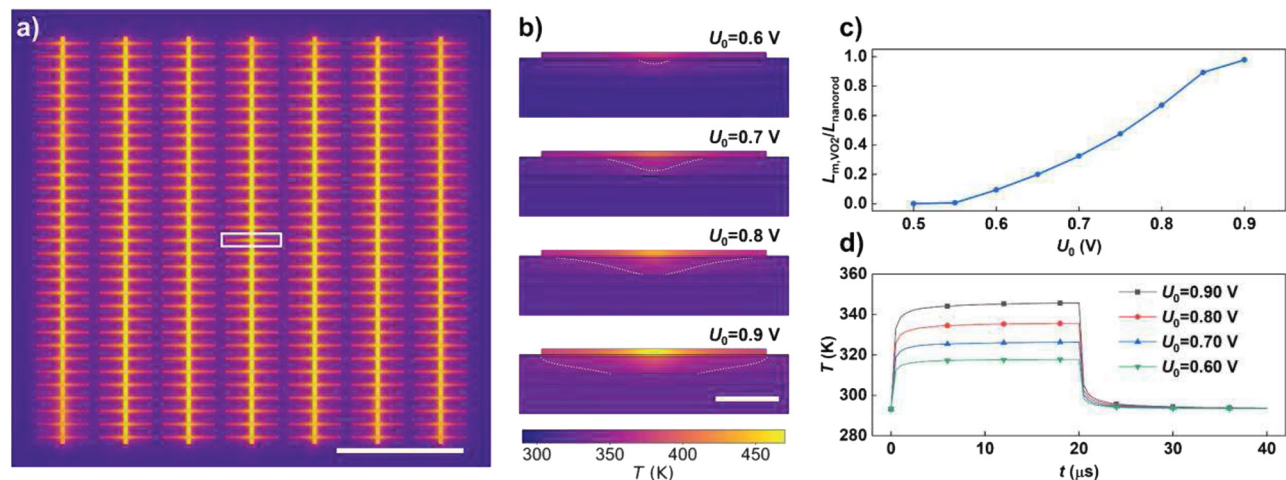 a)
b)
U₀=0.6 V
U₀=0.7 V
U₀=0.8 V
U₀=0.9 V
300 350 400 450
T (K)
c)
1.0
0.8
0.6
0.4
0.2
0.0
Lm,VO2/Lnanorod
0.5 0.6 0.7 0.8 0.9
U₀ (V)
d)
360
340
320
300
280
T (K)
U₀=0.90 V
U₀=0.80 V
U₀=0.70 V
U₀=0.60 V
0 10 20 30 40
t (μs)